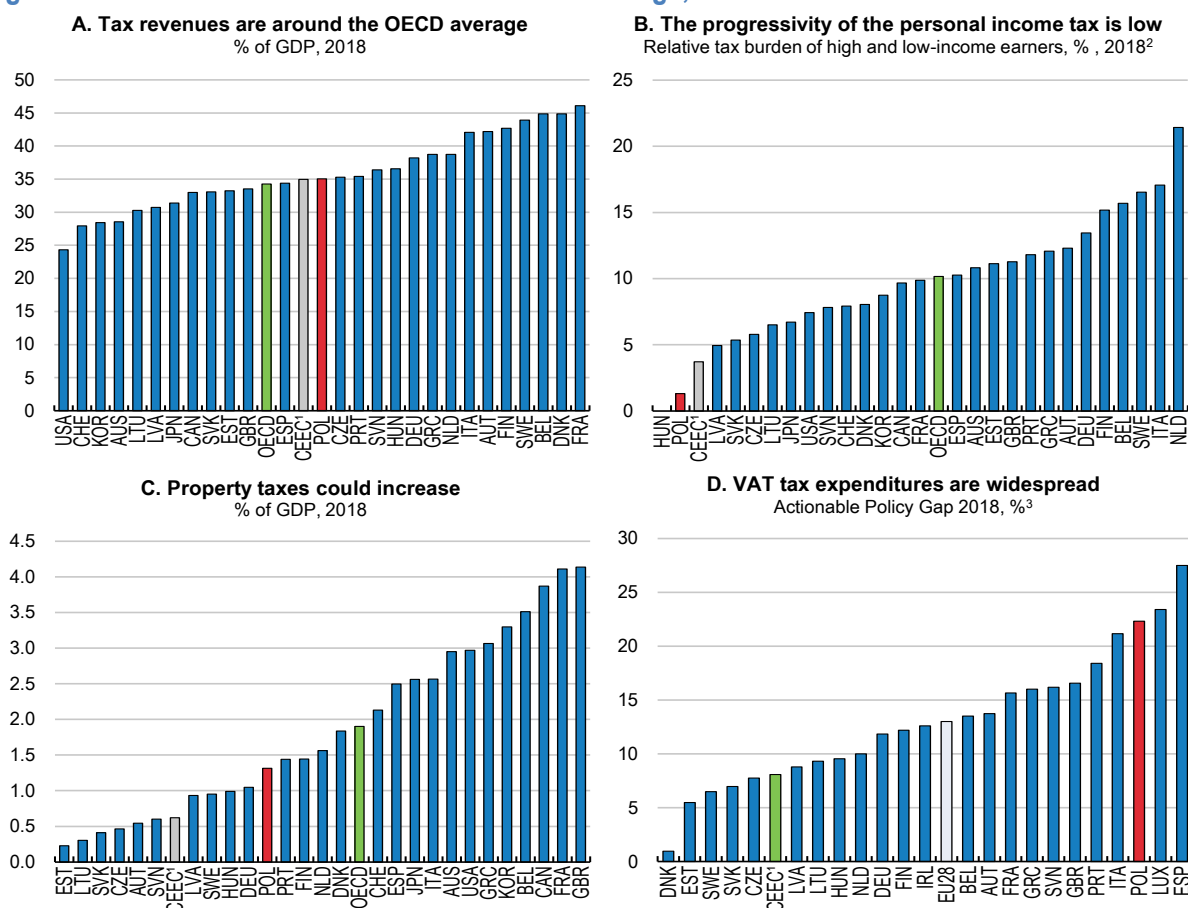 A. Tax revenues are around the OECD average
% of GDP, 2018
50
45
40
35
30
25
20
15
10
5
0
USA CHE KOR AUS LTU LVA JPN CAN SVK EST GBR OECD ESP CEEC¹ POL CZE PRT SVN HUN DEU GRC NLD ITA AUT FIN SWE BEL DNK FRA
B. The progressivity of the personal income tax is low
Relative tax burden of high and low-income earners, % , 2018²
25
20
15
10
5
0
HUN POL CEEC¹ LVA SVK CZE LTU JPN USA SVN CHE DNK KOR CAN FRA OECD ESP AUS EST GBR PRT GRC AUT DEU FIN BEL SWE ITA NLD
C. Property taxes could increase
% of GDP, 2018
4.5
4.0
3.5
3.0
2.5
2.0
1.5
1.0
0.5
0.0
EST LTU SVK CZE AUT SVN CEEC¹ LVA SWE HUN DEU POL PRT FIN NLD DNK OECD CHE ESP JPN ITA AUS USA GRC KOR BEL CAN FRA GBR
D. VAT tax expenditures are widespread
Actionable Policy Gap 2018, %³
30
25
20
15
10
5
0
DNK EST SWE SVK CZE CEEC¹ LVA LTU HUN NLD DEU FIN IRL EU28 BEL AUT FRA GRC SVN GBR PRT ITA POL LUX ESP